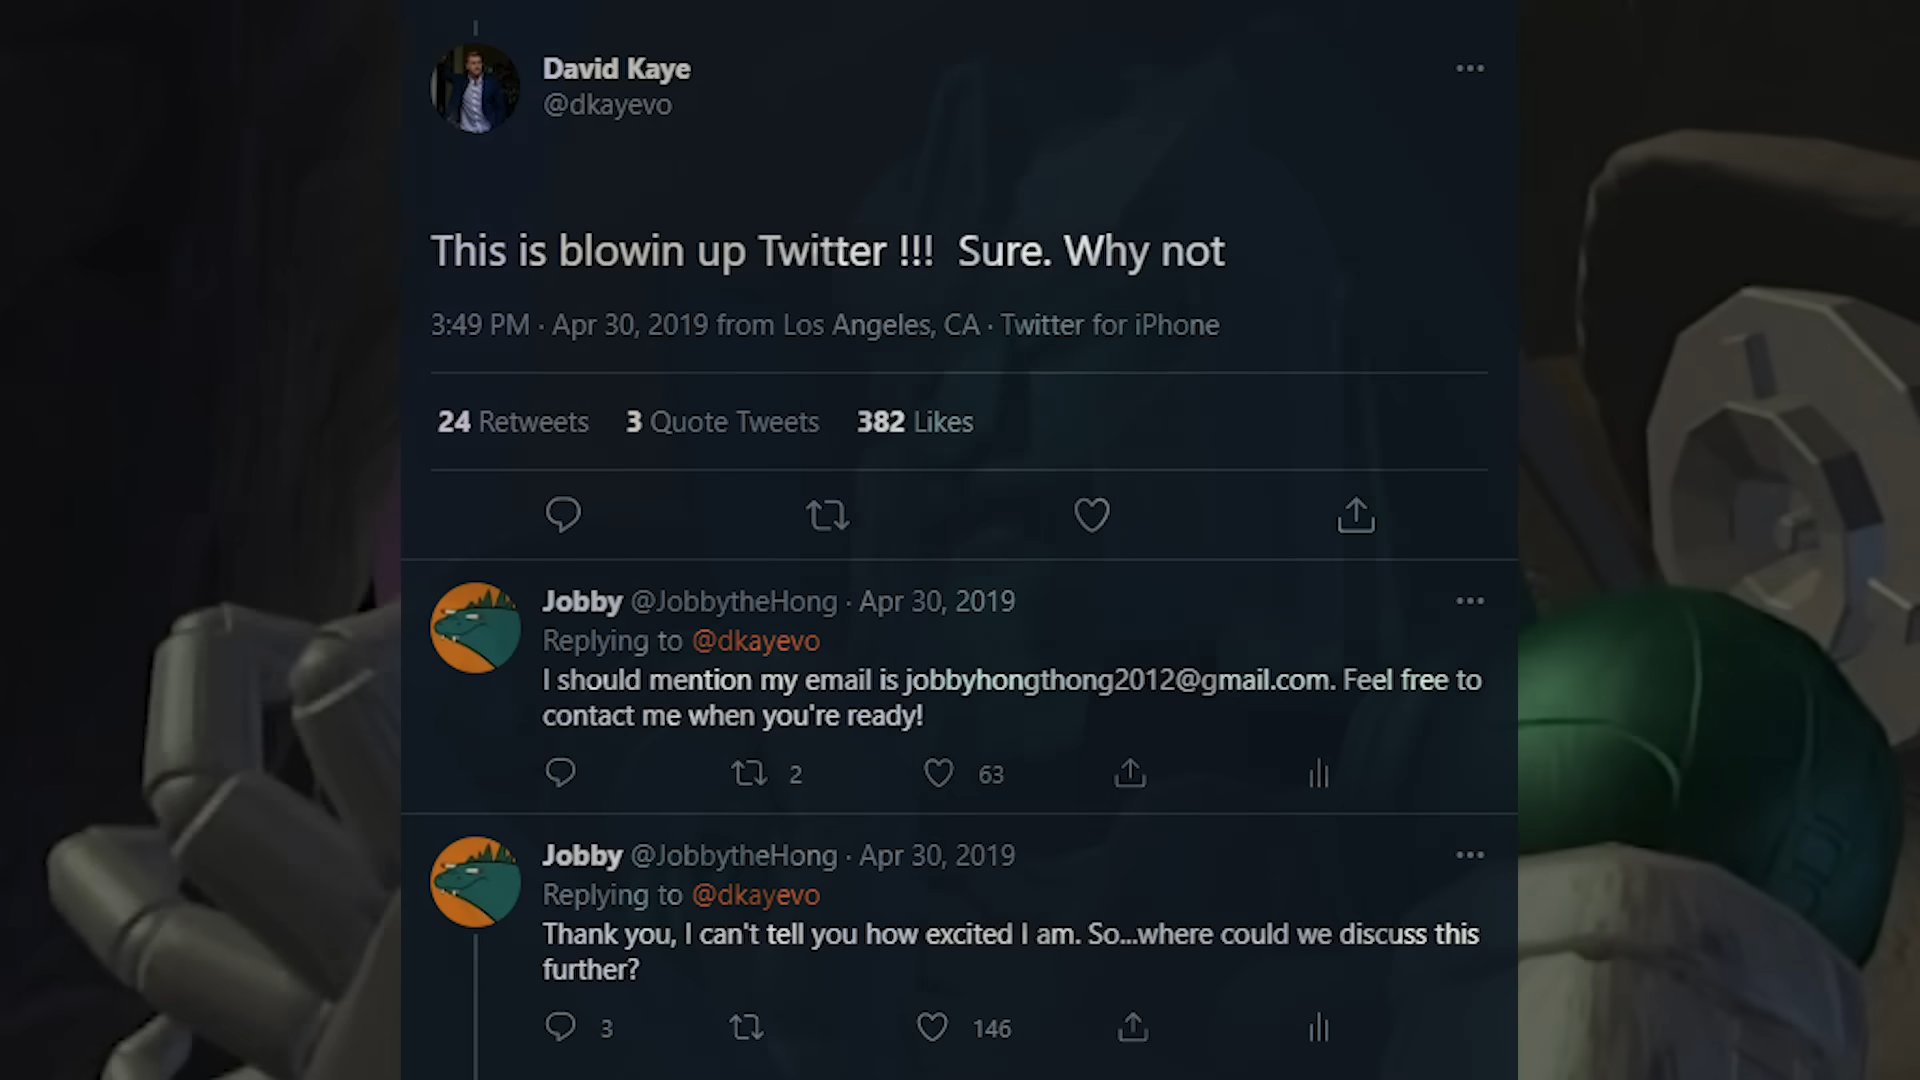 David Kaye
@dkayevo
This is blowin up Twitter !!! Sure. Why not
3:49 PM · Apr 30, 2019 from Los Angeles, CA · Twitter for iPhone
24 Retweets 3 Quote Tweets 382 Likes
Jobby @JobbytheHong · Apr 30, 2019
Replying to @dkayevo
I should mention my email is jobbyhongthong2012@gmail.com. Feel free to
contact me when you're ready!
2 63
Jobby @JobbytheHong · Apr 30, 2019
Replying to @dkayevo
Thank you, I can't tell you how excited I am. So...where could we discuss this
further?
3 146